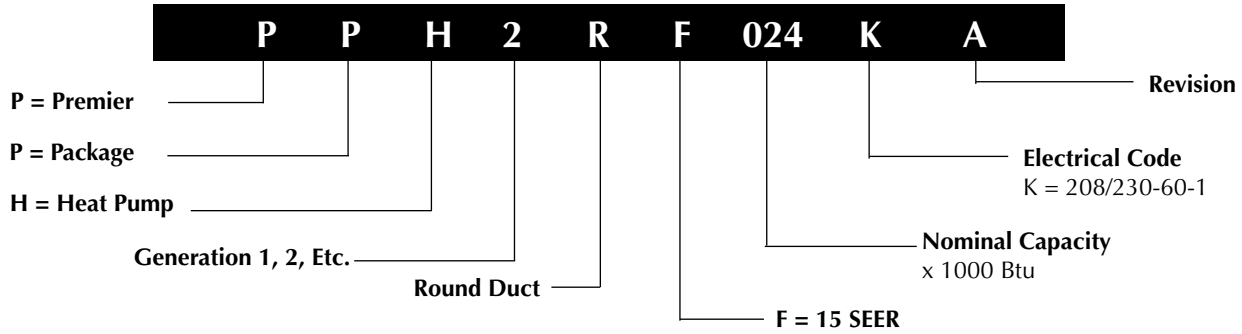 P P H 2 R F 024 K A
P = Premier
Revision
P = Package
Electrical Code
K = 208/230-60-1
H = Heat Pump
Nominal Capacity
x 1000 Btu
Generation 1, 2, Etc.
Round Duct
F = 15 SEER